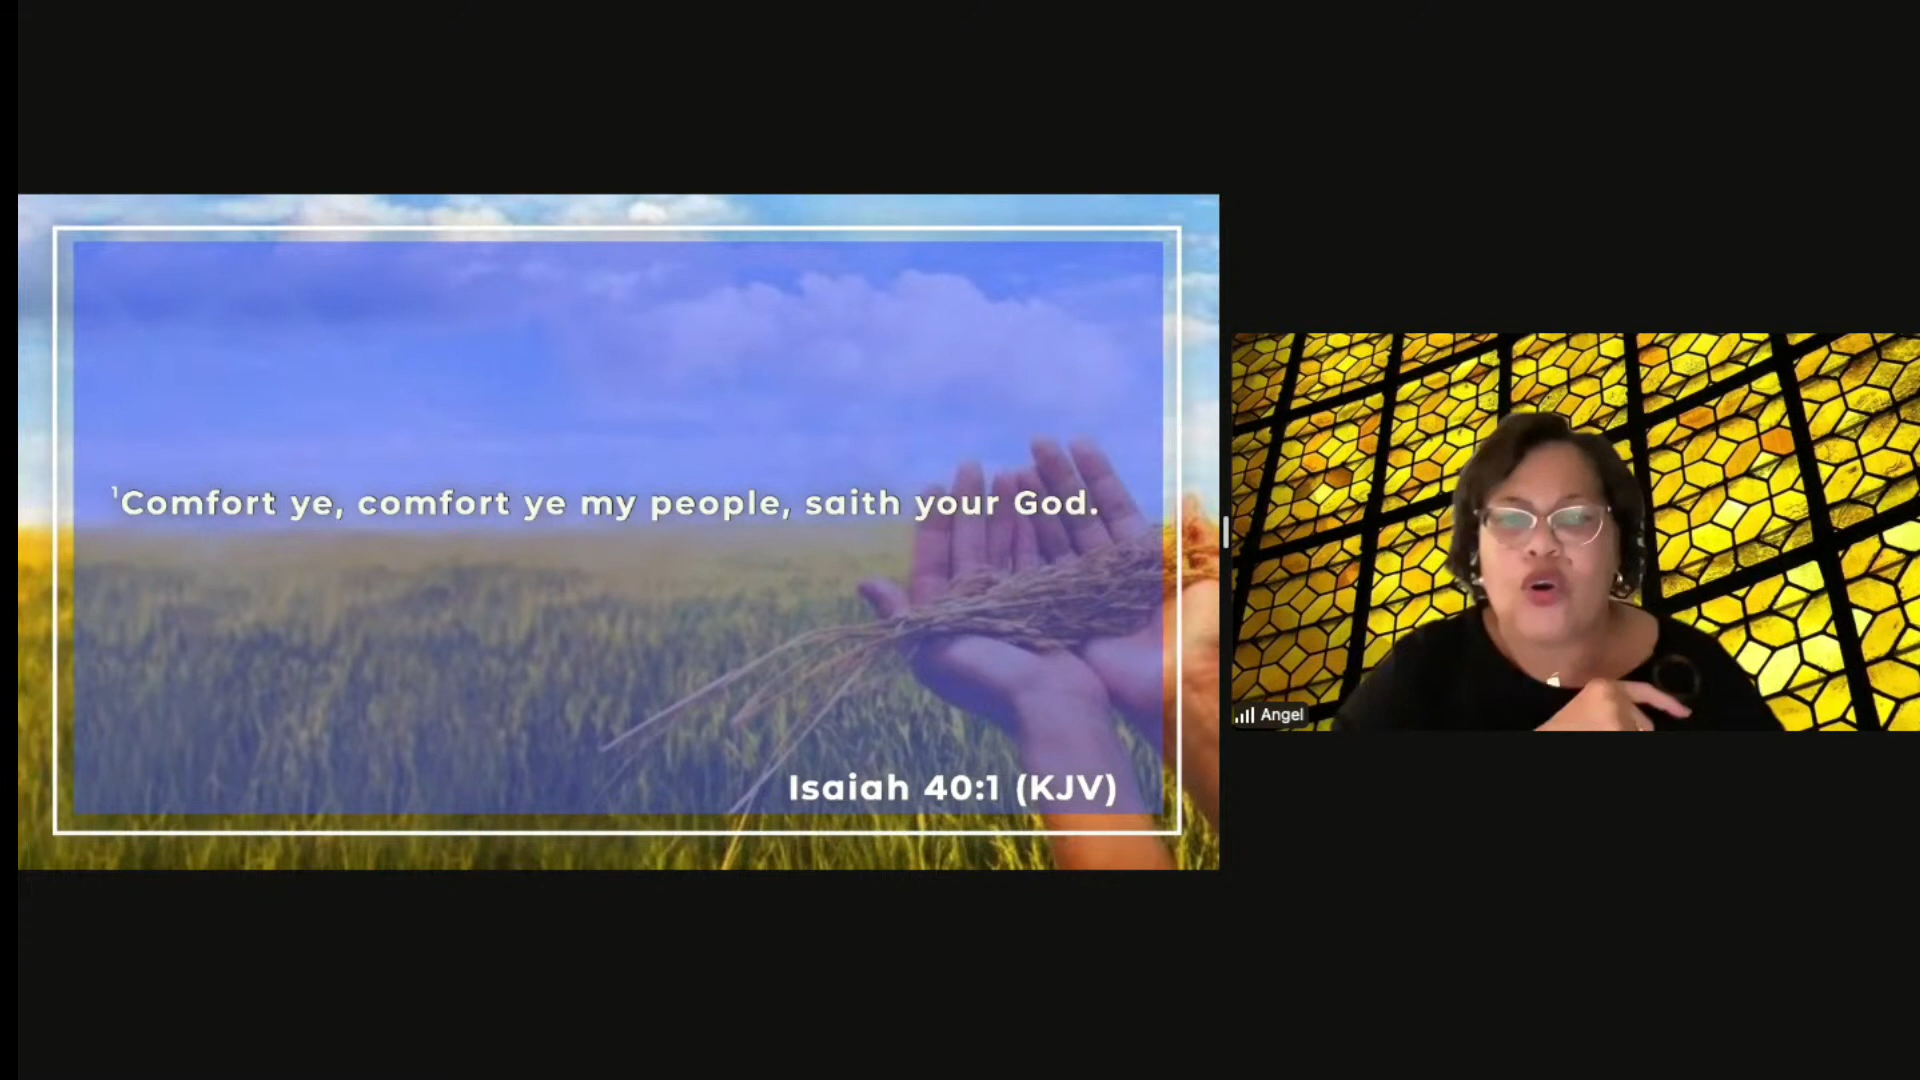 ¹Comfort ye, comfort ye my people, saith your God.
Isaiah 40:1 (KJV)
Angel